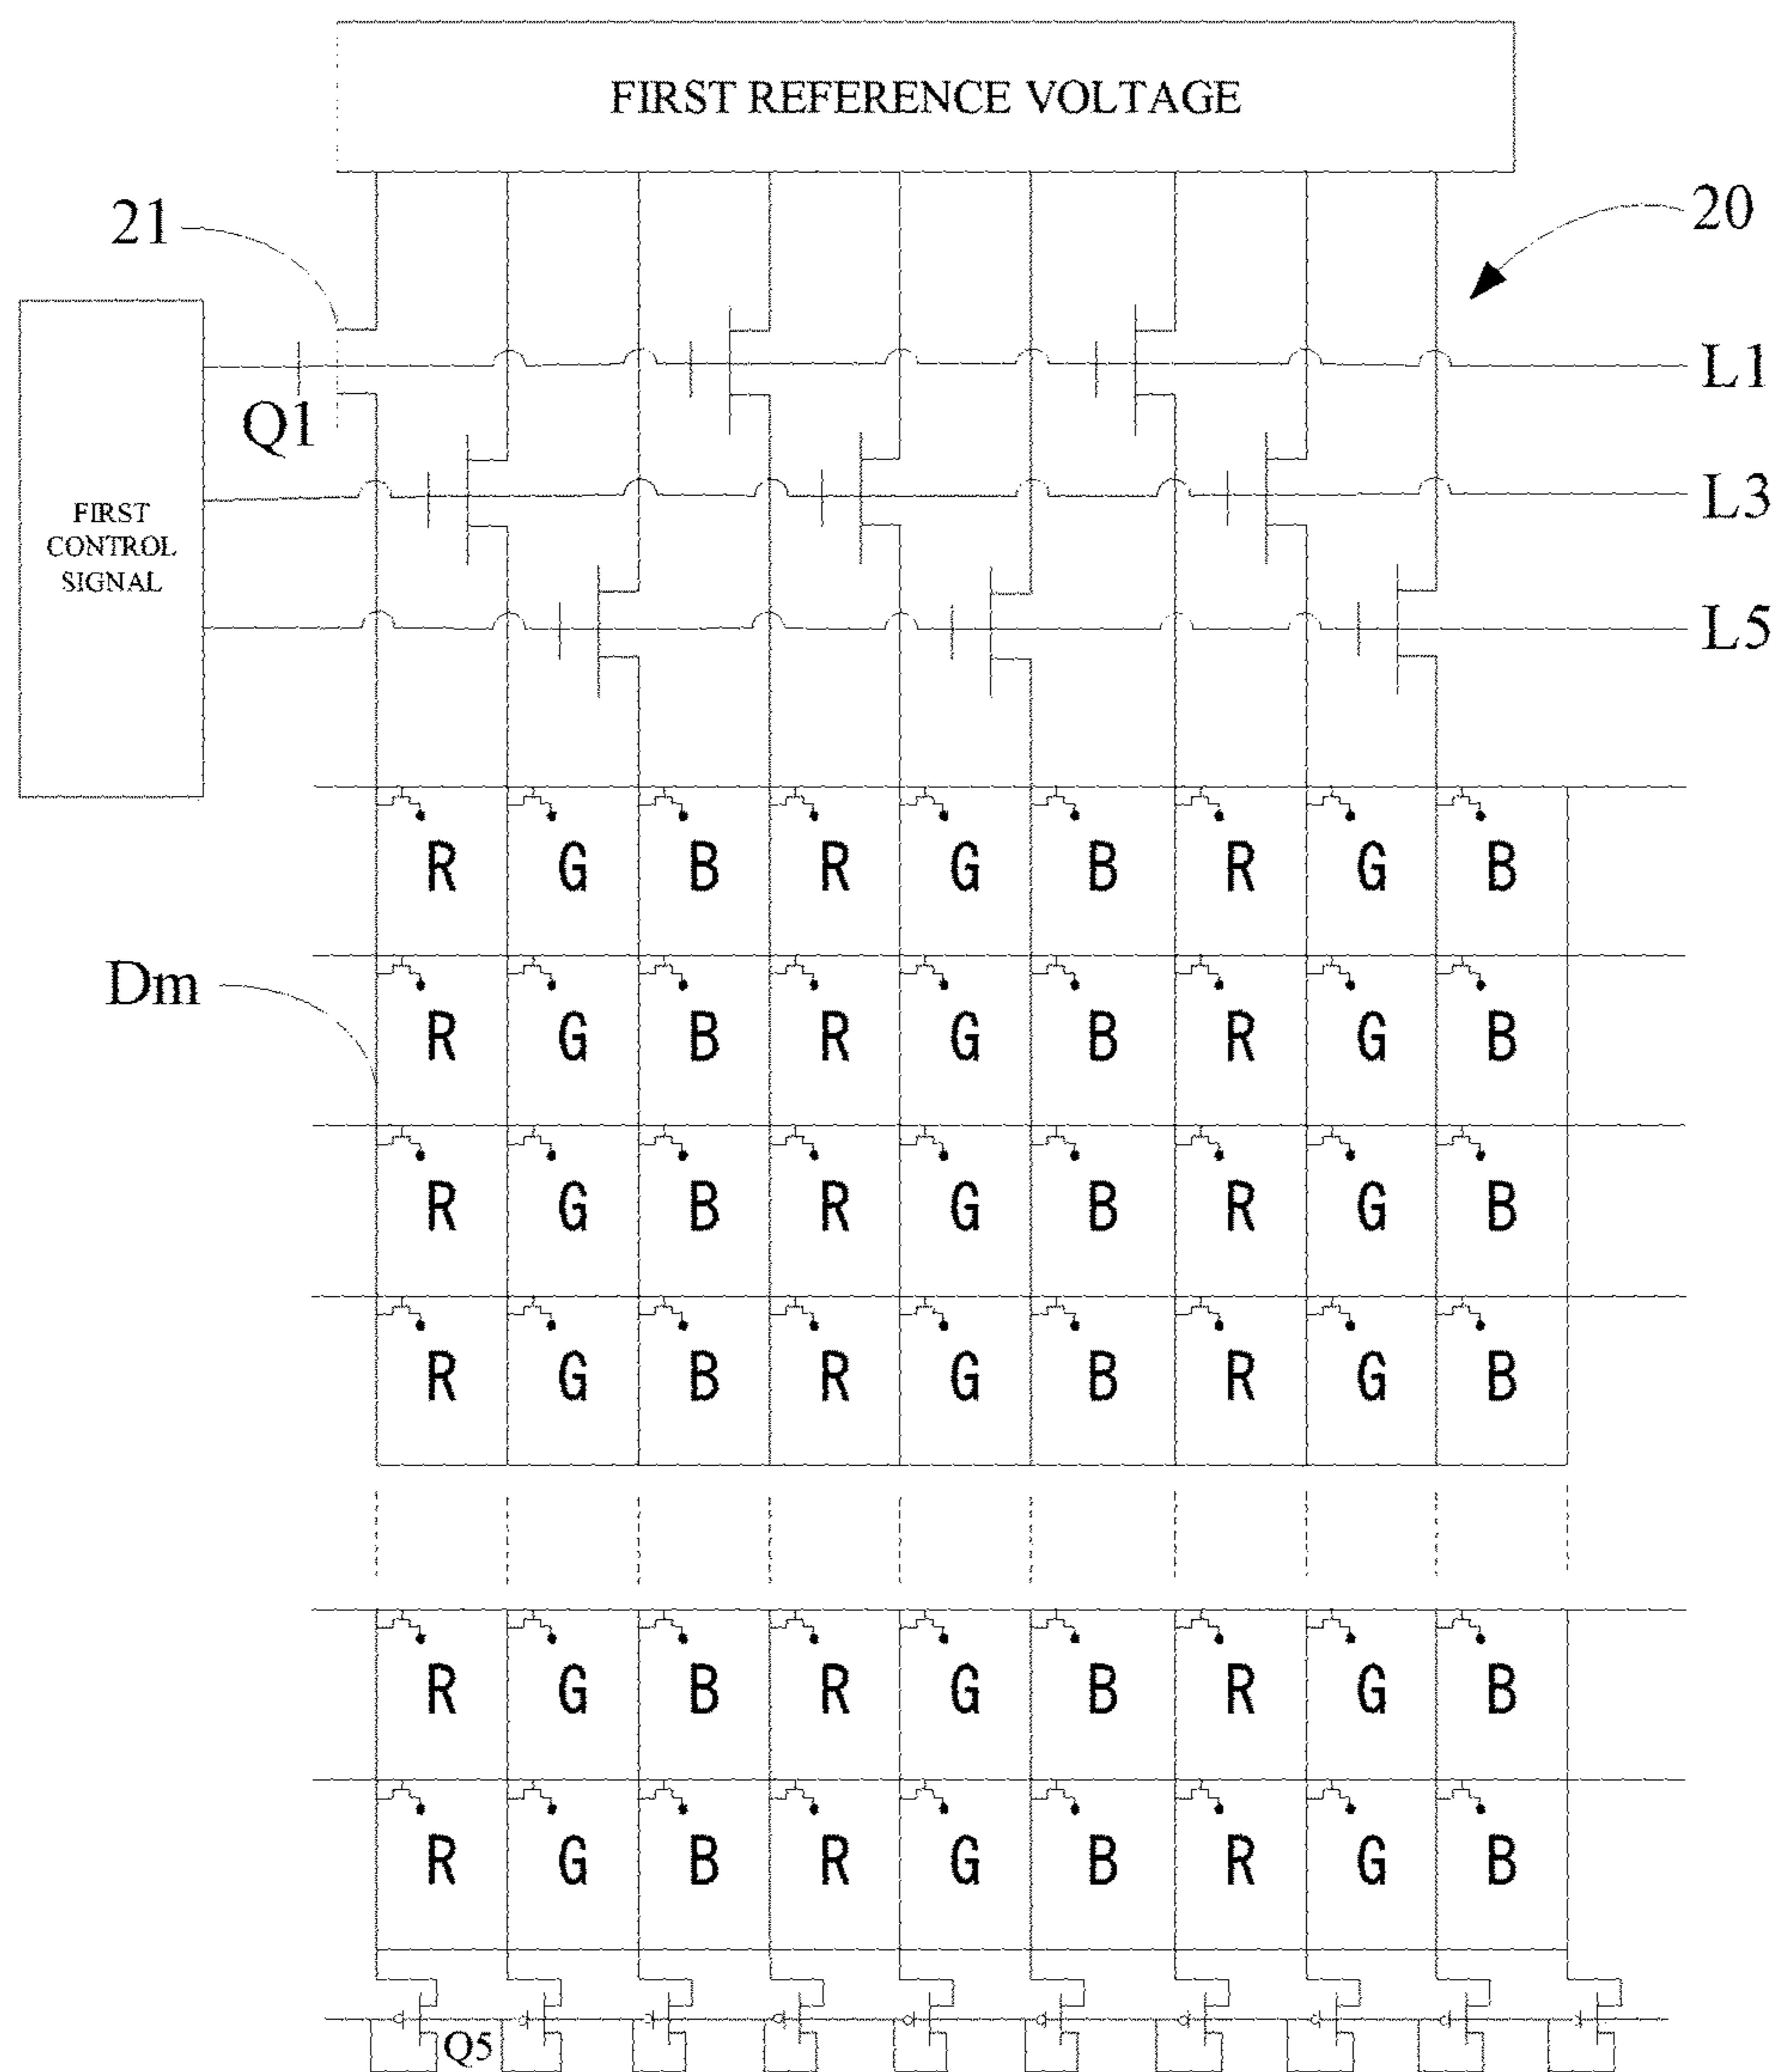 FIRST REFERENCE VOLTAGE
21
20
L1
Q1
FIRST
CONTROL
SIGNAL
L3
L5
R G B R G B R G B
Dm
R G B R G B R G B
R G B R G B R G B
R G B R G B R G B
R G B R G B R G B
R G B R G B R G B
Q5